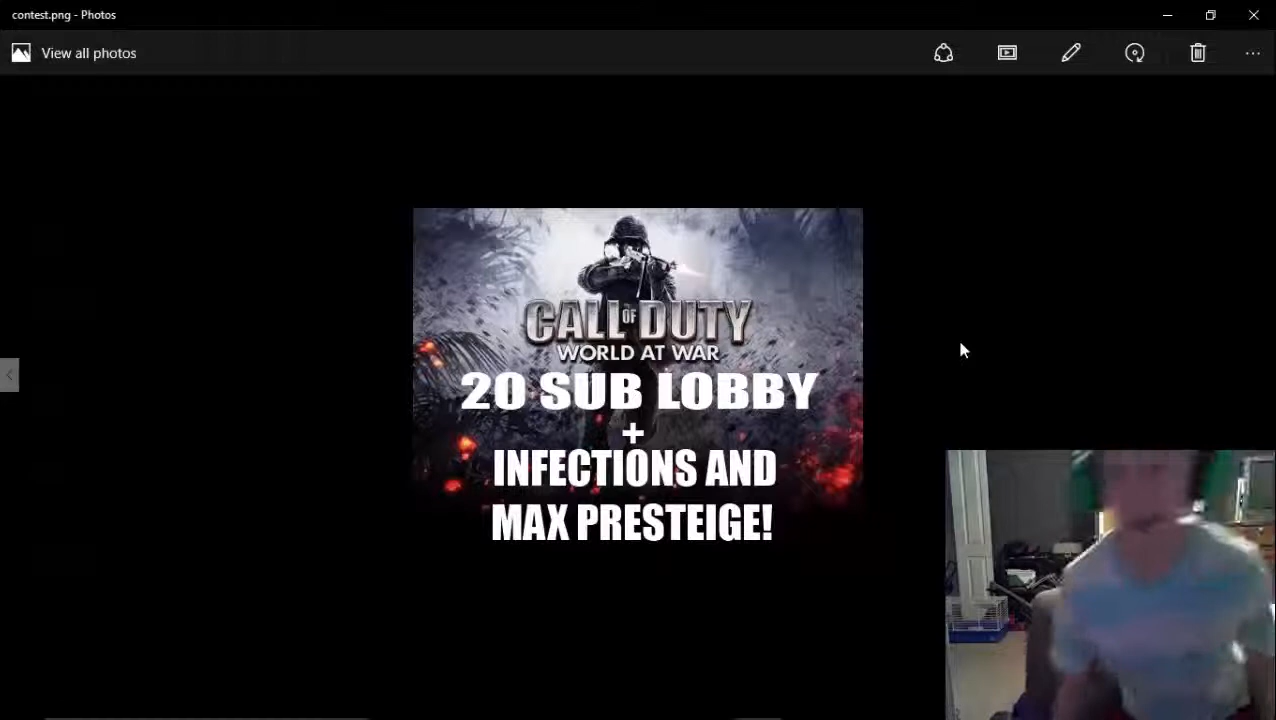 contest.png - Photos
View all photos
CALL OF DUTY
WORLD AT WAR
20 SUB LOBBY
+
INFECTIONS AND
MAX PRESTEIGE!